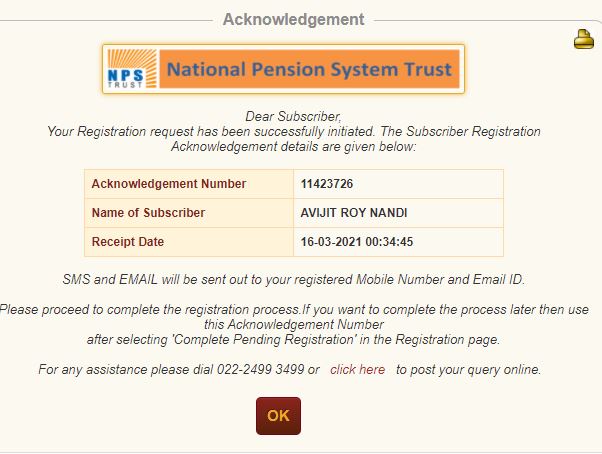 Acknowledgement
NPS
TRUST
National Pension System Trust
Dear Subscriber,
Your Registration request has been successfully initiated. The Subscriber Registration
Acknowledgement details are given below:
Acknowledgement Number 11423726
Name of Subscriber AVIJIT ROY NANDI
Receipt Date 16-03-2021 00:34:45
SMS and EMAIL will be sent out to your registered Mobile Number and Email ID.
Please proceed to complete the registration process.If you want to complete the process later then use
this Acknowledgement Number
after selecting 'Complete Pending Registration' in the Registration page.
For any assistance please dial 022-2499 3499 or click here to post your query online.
OK